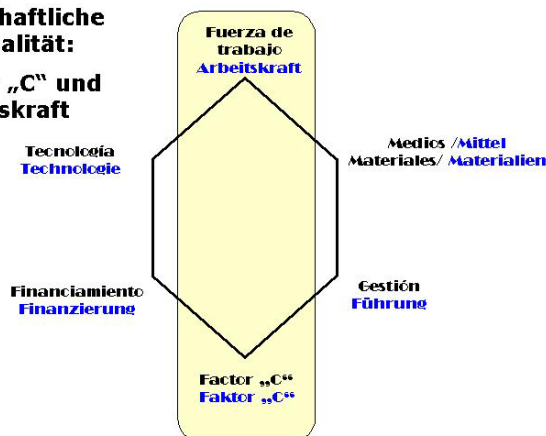 haftliche
alität:
„C“ und
skraft
Fuerza de
trabajo
Arbeitskraft
Tecnología
Technologie
Medios /Mittel
Materiales/ Materialien
Financiamiento
Finanzierung
Gestión
Führung
Factor „C“
Faktor „C“